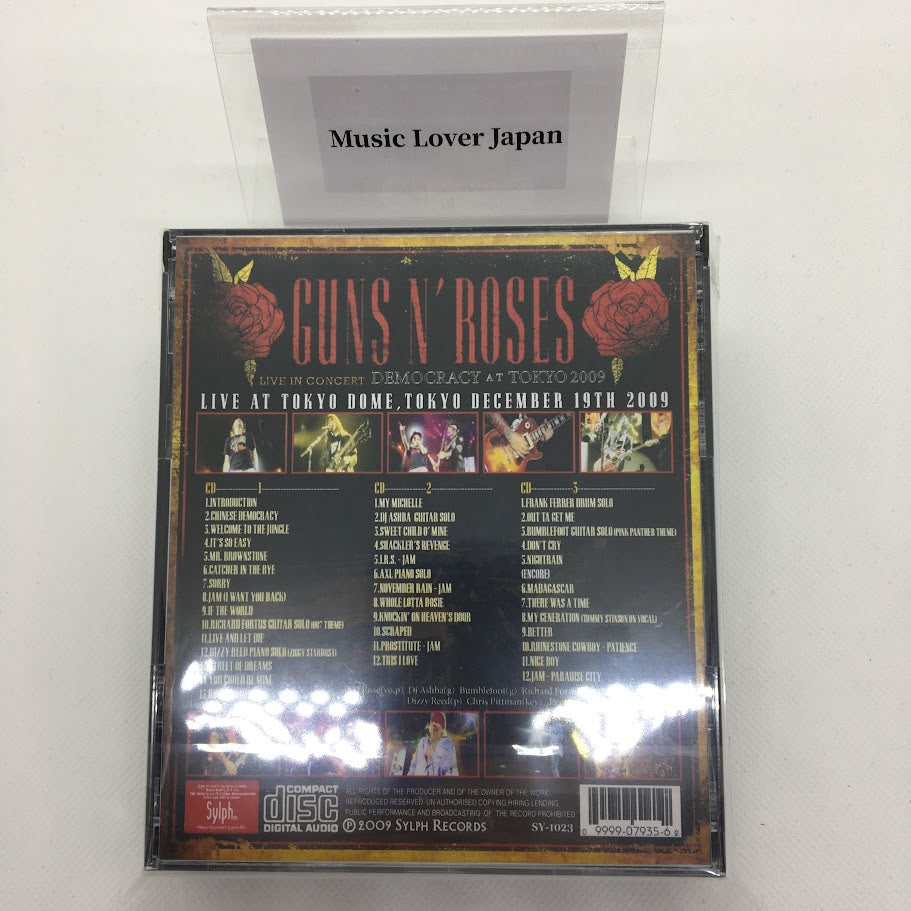 Music Lover Japan
GUNS N' ROSES
LIVE IN CONCERT DEMOCRACY AT TOKYO 2009
LIVE AT TOKYO DOME,TOKYO DECEMBER 19TH 2009
CD 1
1.INTRODUCTION
2.CHINESE DEMOCRACY
3.WELCOME TO THE JUNGLE
4.IT'S SO EASY
5.MR. BROWNSTONE
6.CATCHER IN THE RYE
7.SORRY
8.JAM (I WANT YOU BACK)
9.IF THE WORLD
10.RICHARD FORTUS GUITAR SOLO (007' THEME)
11.LIVE AND LET DIE
12.DIZZY REED PIANO SOLO (ZIGGY STARDUST)
OF DREAMS
YOU COULD BE MINE
CD 2
1.MY MICHELLE
2.DJ ASHBA GUITAR SOLO
3.SWEET CHILD O' MINE
4.SHACKLER'S REVENGE
5.I.R.S. - JAM
6.AXL PIANO SOLO
7.NOVEMBER RAIN - JAM
8.WHOLE LOTTA ROSIE
9.KNOCKIN' ON HEAVEN'S DOOR
10.SCRAPED
11.PROSTITUTE - JAM
12.THIS I LOVE
CD 3
1.FRANK FERRER DRUM SOLO
2.OUT TA GET ME
3.BUMBLEFOOT GUITAR SOLO (PINK PANTHER THEME)
4.DON'T CRY
5.NIGHTRAIN
(ENCORE)
6.MADAGASCAR
7.THERE WAS A TIME
8.MY GENERATION (TOMMY STINSON ON VOCAL)
9.BETTER
10.RHINESTONE COWBOY - PATIENCE
11.NICE BOY
12.JAM - PARADISE CITY
Rose(vo.p) Dj Ashba(g) Bumblefoot(g) Richard
Dizzy Reed(p) Chris Pittman(key)
Sylph
COMPACT
disc
DIGITAL AUDIO
ALL RIGHTS OF THE PRODUCER AND OF THE OWNER OF THE WORK
REPRODUCED RESERVED. UNAUTHORISED COPYING HIRING LENDING
PUBLIC PERFORMANCE AND BROADCASTING OF THE RECORD PROHIBITED
Ⓟ 2009 SYLPH RECORDS SY-1023
0 9999-07935-6 2